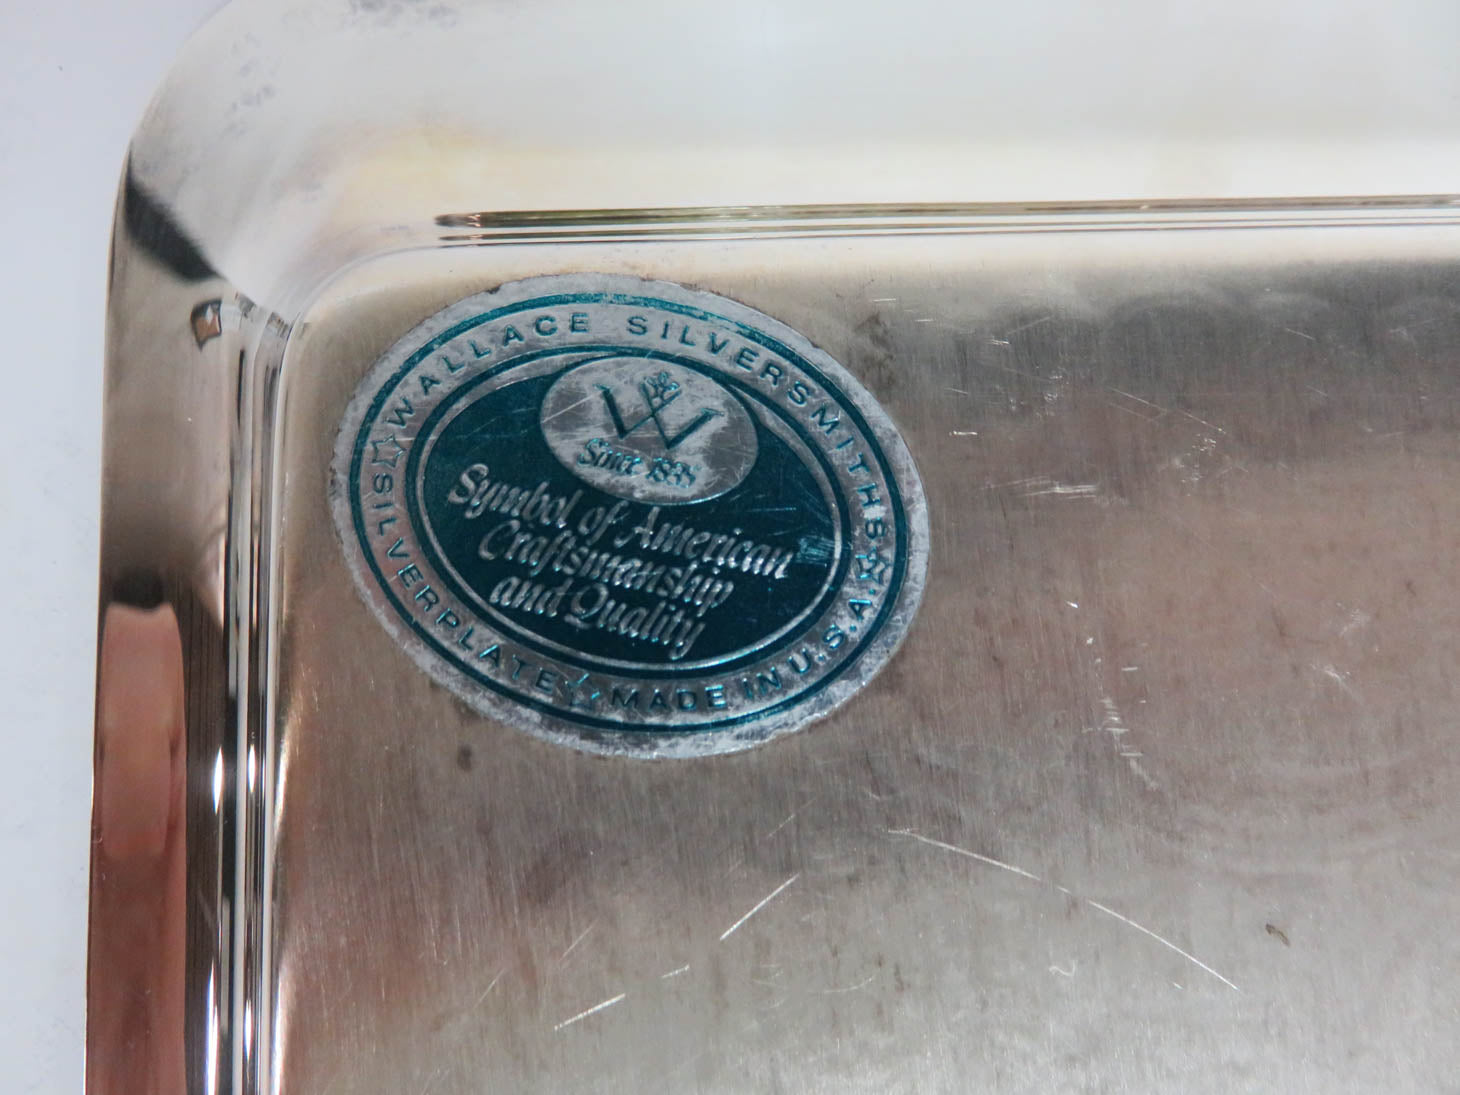 WALLACE SILVERSMITHS
W
Since 1835
Symbol of American
Craftsmanship
and Quality
SILVERPLATE
MADE IN U.S.A.